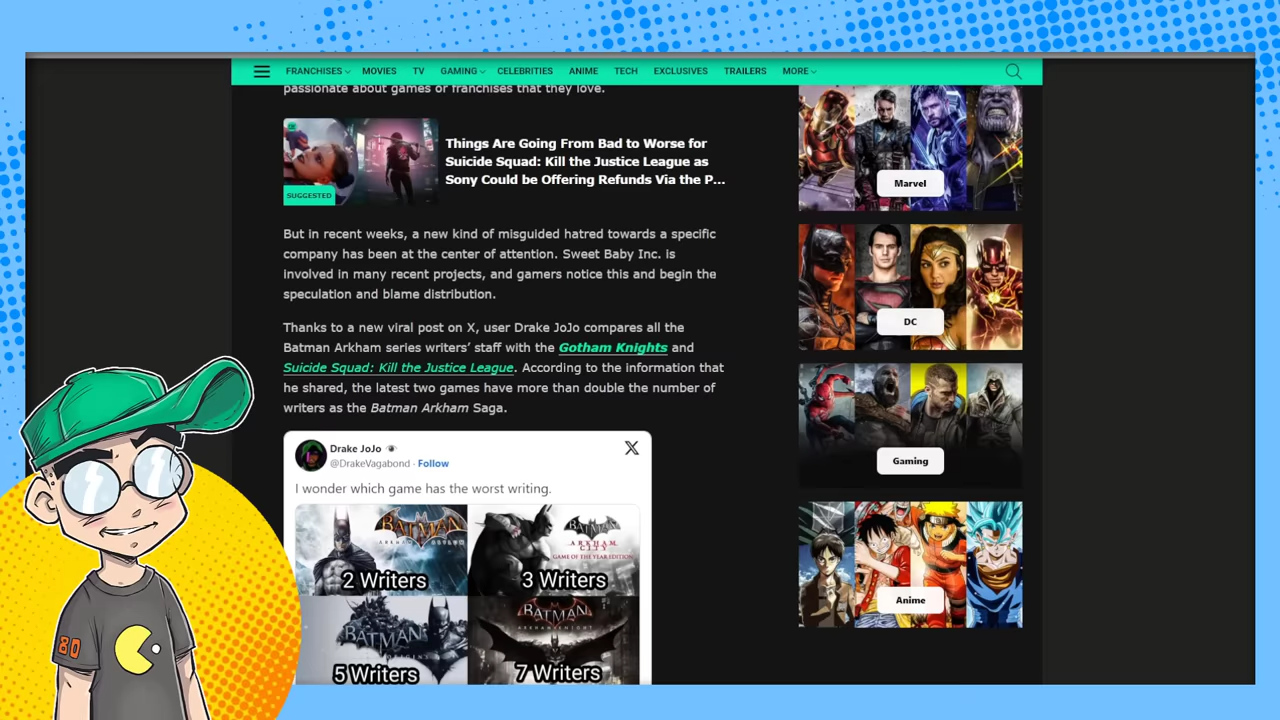 FRANCHISES MOVIES TV GAMING CELEBRITIES ANIME TECH EXCLUSIVES TRAILERS MORE
passionate about games or franchises that they love.
SUGGESTED
Things Are Going From Bad to Worse for
Suicide Squad: Kill the Justice League as
Sony Could be Offering Refunds Via the P...
But in recent weeks, a new kind of misguided hatred towards a specific
company has been at the center of attention. Sweet Baby Inc. is
involved in many recent projects, and gamers notice this and begin the
speculation and blame distribution.
Thanks to a new viral post on X, user Drake JoJo compares all the
Batman Arkham series writers’ staff with the Gotham Knights and
Suicide Squad: Kill the Justice League. According to the information that
he shared, the latest two games have more than double the number of
writers as the Batman Arkham Saga.
Drake JoJo
@DrakeVagabond · Follow
I wonder which game has the worst writing.
BATMAN
ARKHAM ASYLUM
2 Writers
BATMAN
ARKHAM
CITY
GAME OF THE YEAR EDITION
3 Writers
BATMAN
5 Writers
BATMAN
ARKHAM KNIGHT
7 Writers
Marvel
DC
Gaming
Anime
80